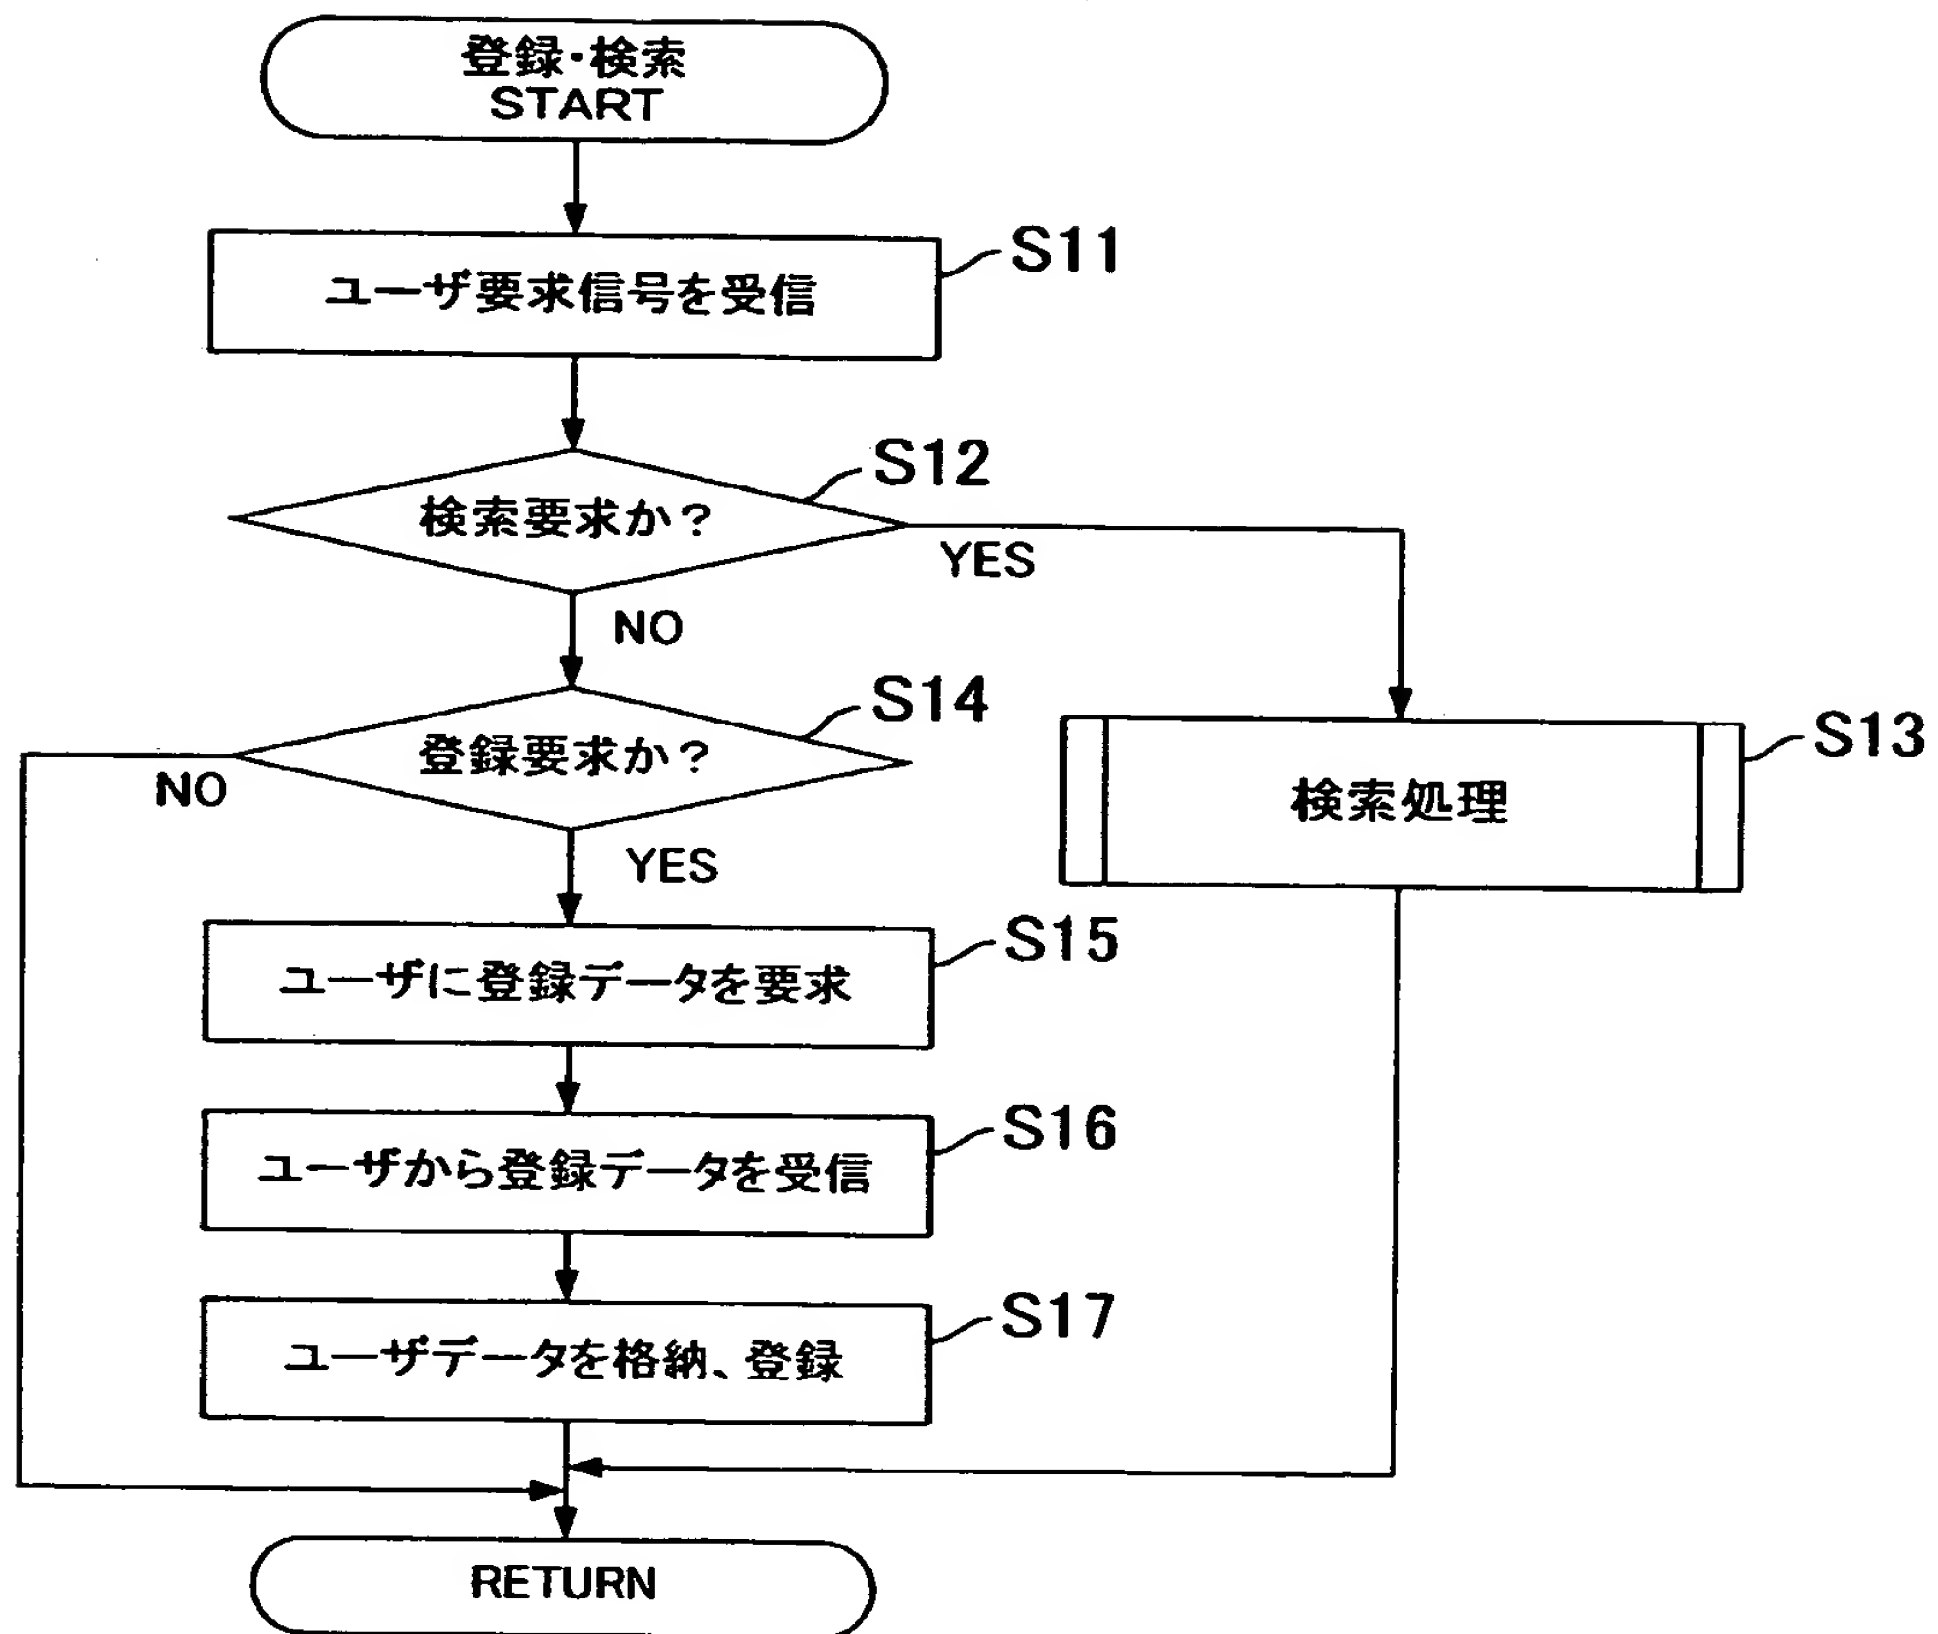 登録・検索
START
S11
ユーザ要求信号を受信
S12
検索要求か？
YES
NO
S14
登録要求か？
NO
YES
S13
検索処理
S15
ユーザに登録データを要求
S16
ユーザから登録データを受信
S17
ユーザデータを格納、登録
RETURN